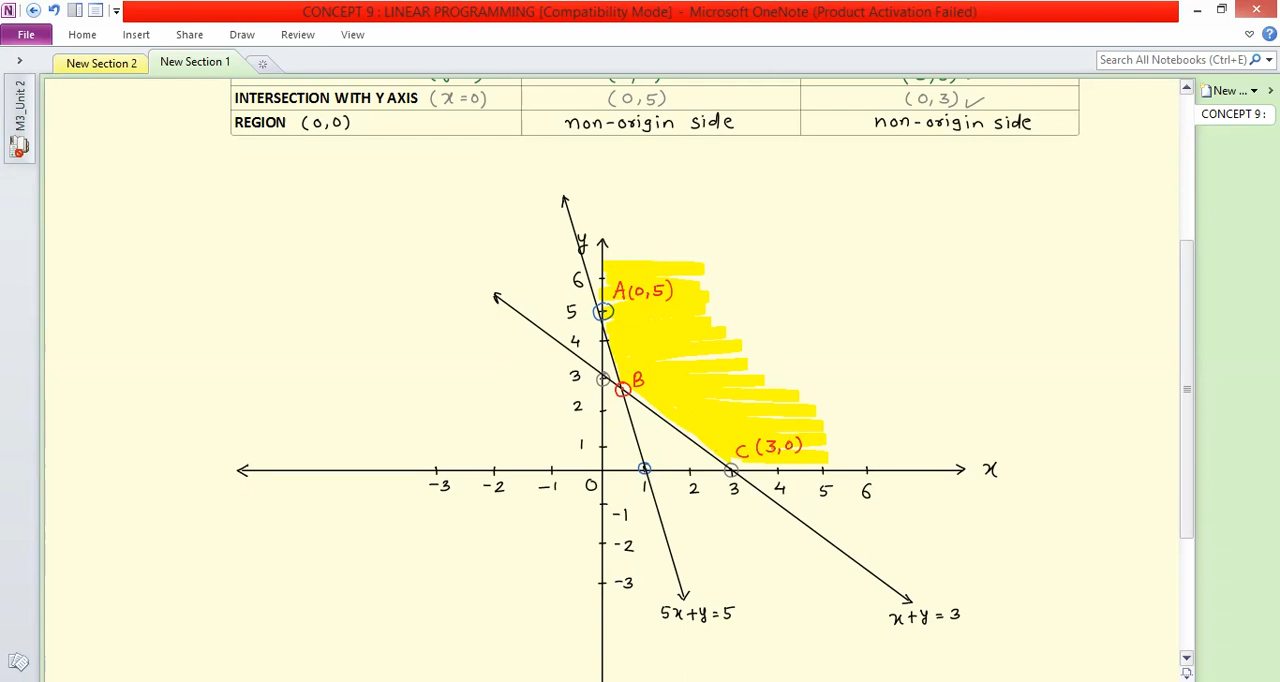 CONCEPT 9 : LINEAR PROGRAMMING [Compatibility Mode] - Microsoft OneNote (Product Activation Failed)
File Home Insert Share Draw Review View
New Section 2 New Section 1
Search All Notebooks (Ctrl+E)
M3_Unit 2
New ...
CONCEPT 9 :
INTERSECTION WITH Y AXIS (x=0) (0,5) (0,3) ✓
REGION (0,0) non-origin side non-origin side
y
6
A(0,5)
5
4
3
B
2
1
C (3,0)
-3 -2 -1 0 1 2 3 4 5 6 x
-1
-2
-3
5x+y=5
x+y=3